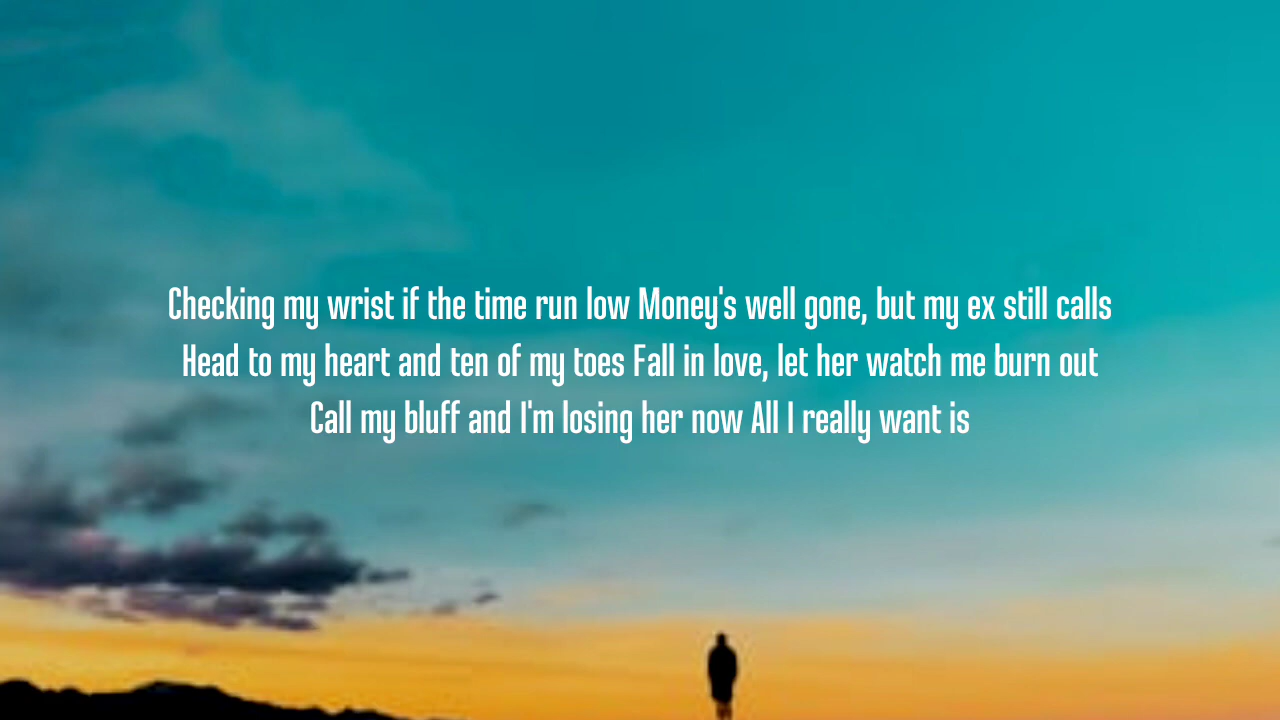 Checking my wrist if the time run low Money's well gone, but my ex still calls
Head to my heart and ten of my toes Fall in love, let her watch me burn out
Call my bluff and I'm losing her now All I really want is